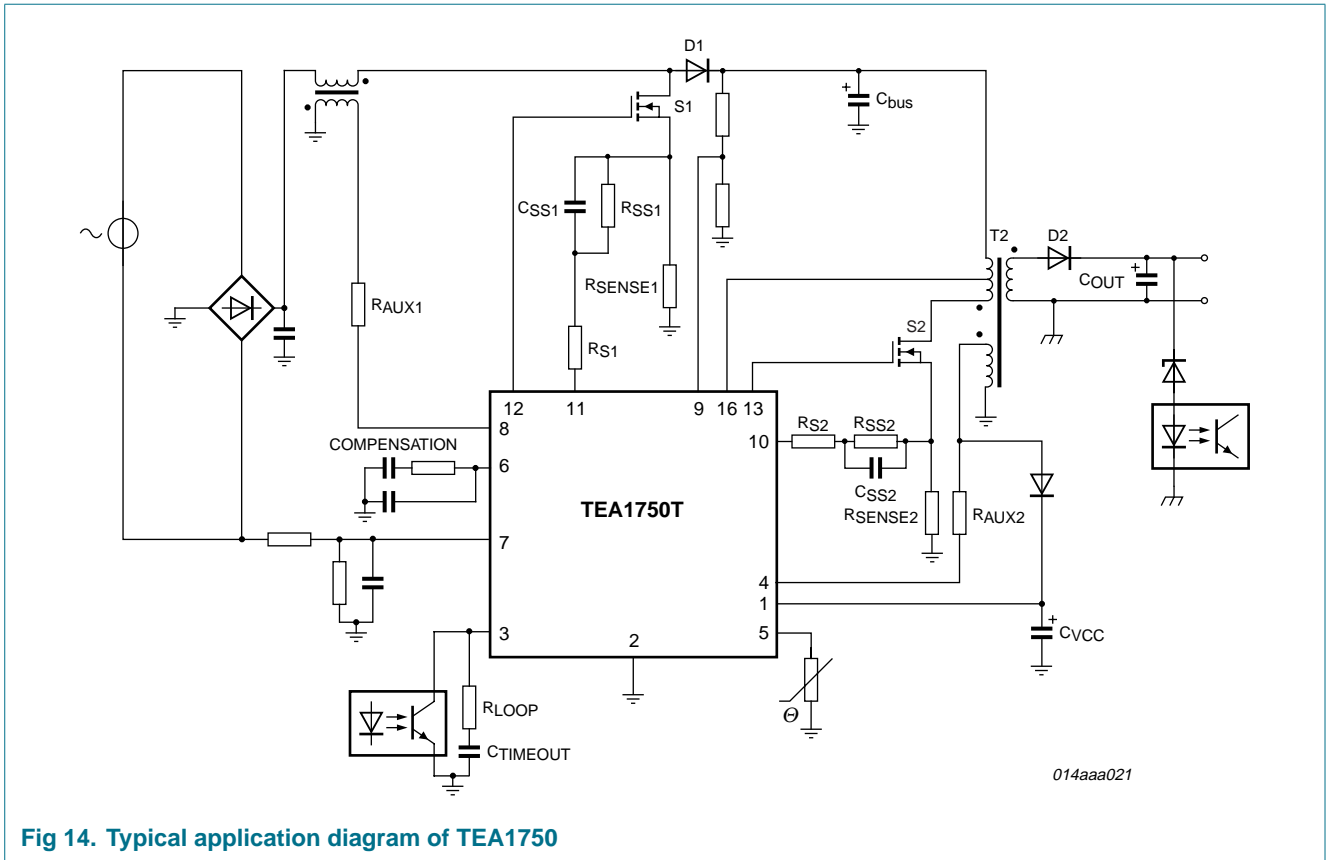 D1
S1
Cbus
CSS1
RSS1
RSENSE1
RAUX1
RS1
T2
D2
COUT
S2
12
11
9
16
13
8
10
RS2
RSS2
COMPENSATION
6
CSS2
TEA1750T
RSENSE2
RAUX2
7
4
1
3
2
5
CVCC
RLOOP
Θ
CTIMEOUT
014aaa021
Fig 14. Typical application diagram of TEA1750